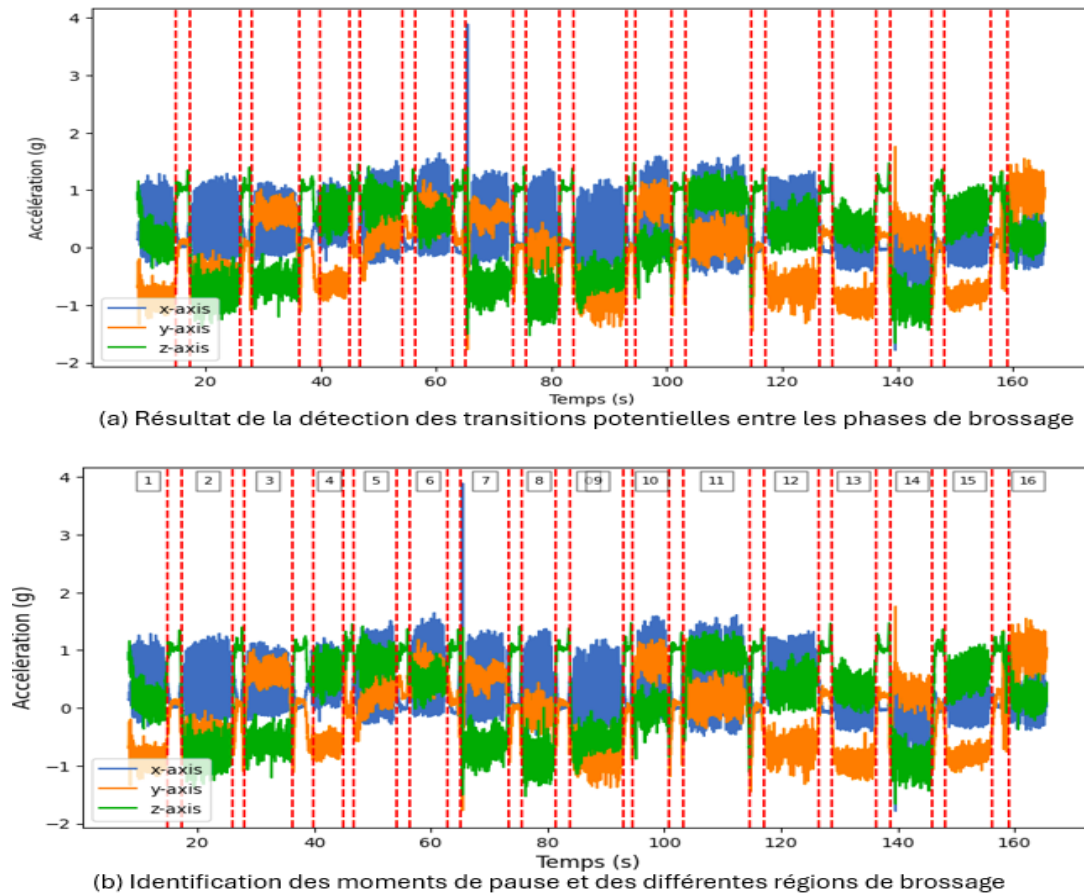 4
3
2
1
0
−1
−2
Accélération (g)
x-axis
y-axis
z-axis
20 40 60 80 100 120 140 160
Temps (s)
(a) Résultat de la détection des transitions potentielles entre les phases de brossage
1 2 3 4 5 6 7 8 09 10 11 12 13 14 15 16
4
3
2
1
0
−1
−2
Accélération (g)
x-axis
y-axis
z-axis
20 40 60 80 100 120 140 160
Temps (s)
(b) Identification des moments de pause et des différentes régions de brossage